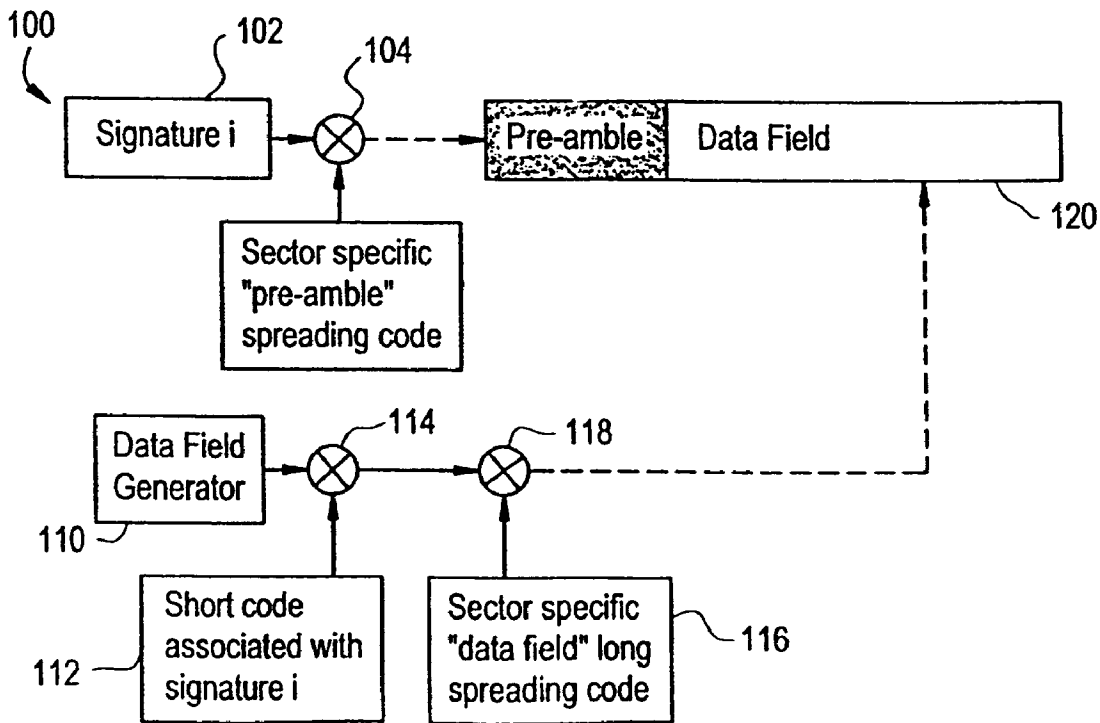 100
102
104
Signature i
Pre-amble
Data Field
120
Sector specific
"pre-amble"
spreading code
Data Field
Generator
110
114
118
Short code
associated with
signature i
112
Sector specific
"data field" long
spreading code
116